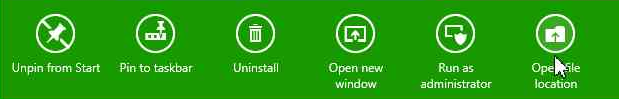 Unpin from Start
Pin to taskbar
Uninstall
Open new
window
Run as
administrator
Open file
location